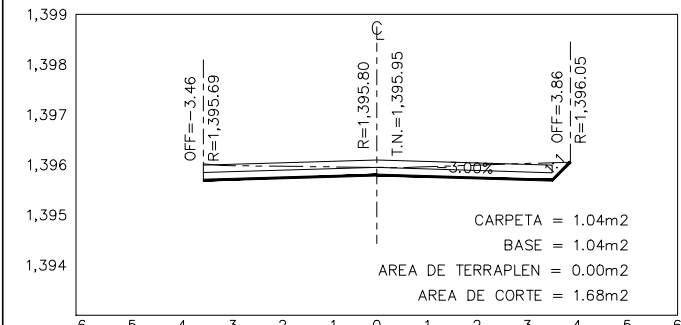 1,399
1,398
1,397
1,396
1,395
1,394
℄
OFF=-3.46
R=1,395.69
R=1,395.80
T.N.=1,395.95
OFF=3.86
R=1,396.05
-3.00%
1:1
CARPETA = 1.04m2
BASE = 1.04m2
AREA DE TERRAPLEN = 0.00m2
AREA DE CORTE = 1.68m2
-6 -5 -4 -3 -2 -1 0 1 2 3 4 5 6